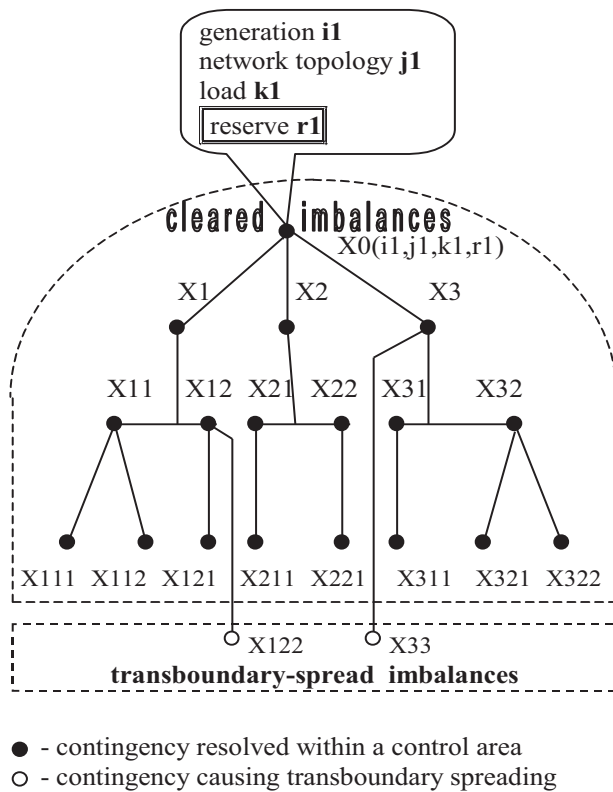 generation i1
network topology j1
load k1
reserve r1
cleared imbalances
X0(i1,j1,k1,r1)
X1 X2 X3
X11 X12 X21 X22 X31 X32
X111 X112 X121 X211 X221 X311 X321 X322
X122 X33
transboundary-spread imbalances
- contingency resolved within a control area
- contingency causing transboundary spreading